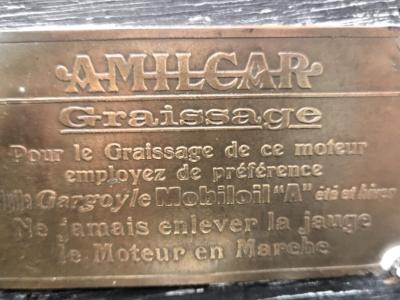 AMILCAR
Graissage
Pour le Graissage de ce moteur
employez de préférence
Gargoyle Mobiloil "A" été et hiver
Ne jamais enlever la jauge
le Moteur en Marche